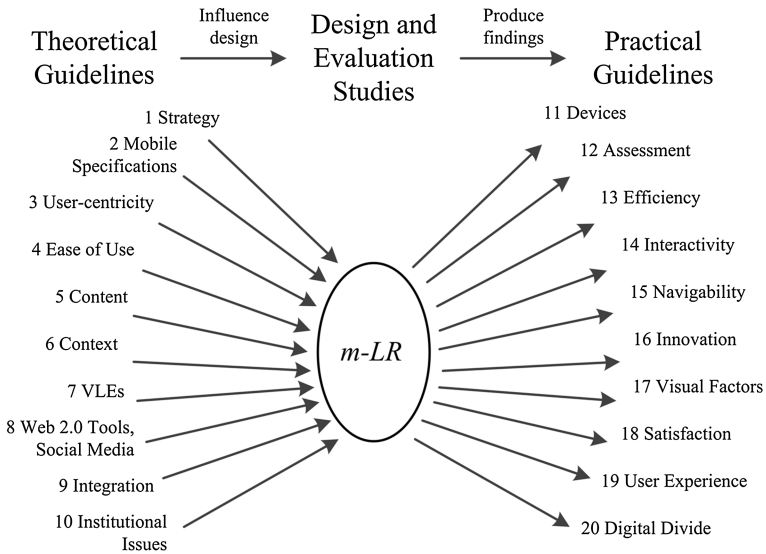 Theoretical
Guidelines
Influence
design
Design and
Evaluation
Studies
Produce
findings
Practical
Guidelines
1 Strategy
2 Mobile
Specifications
3 User-centricity
4 Ease of Use
5 Content
6 Context
7 VLEs
8 Web 2.0 Tools,
Social Media
9 Integration
10 Institutional
Issues
m-LR
11 Devices
12 Assessment
13 Efficiency
14 Interactivity
15 Navigability
16 Innovation
17 Visual Factors
18 Satisfaction
19 User Experience
20 Digital Divide